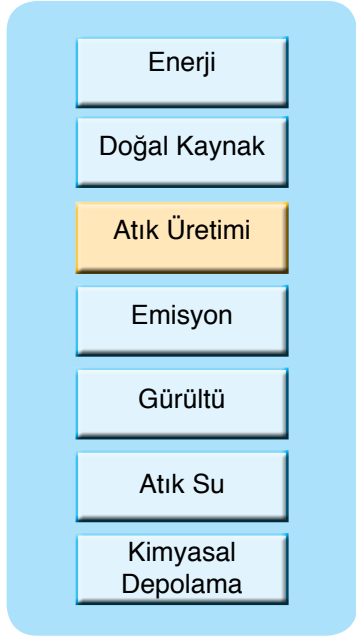 Enerji
Doğal Kaynak
Atık Üretimi
Emisyon
Gürültü
Atık Su
Kimyasal
Depolama